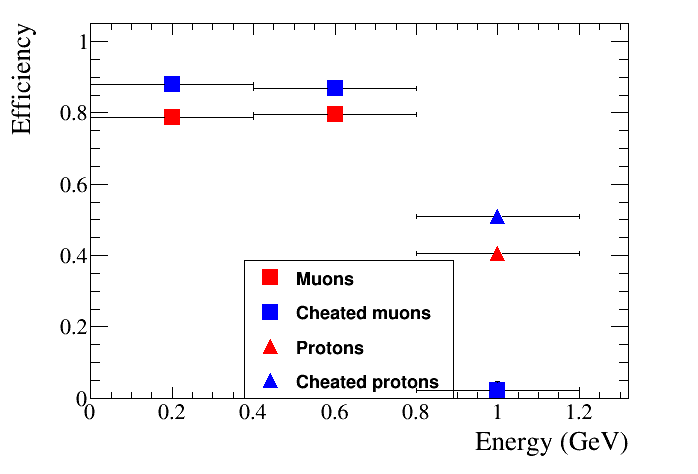 Efficiency
1
0.8
0.6
0.4
0.2
0
Muons
Cheated muons
Protons
Cheated protons
0 0.2 0.4 0.6 0.8 1 1.2
Energy (GeV)